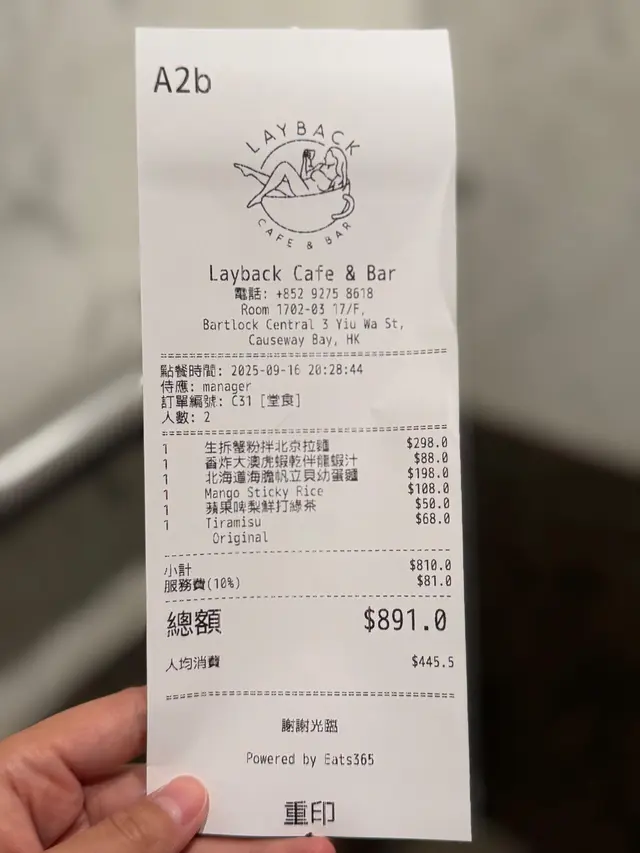 A2b
LAYBACK
CAFE & BAR
Layback Cafe & Bar
電話: +852 9275 8618
Room 1702-03 17/F,
Bartlock Central 3 Yiu Wa St,
Causeway Bay, HK
點餐時間: 2025-09-16 20:28:44
侍應: manager
訂單編號: C31 [堂食]
人數: 2
1 生拆蟹粉拌北京拉麵 $298.0
1 香炸大澳虎蝦乾伴龍蝦汁 $88.0
1 北海道海膽帆立貝幼蛋麵 $198.0
1 Mango Sticky Rice $108.0
1 蘋果啤梨鮮打綠茶 $50.0
1 Tiramisu $68.0
Original
小計 $810.0
服務費(10%) $81.0
總額 $891.0
人均消費 $445.5
謝謝光臨
Powered by Eats365
重印